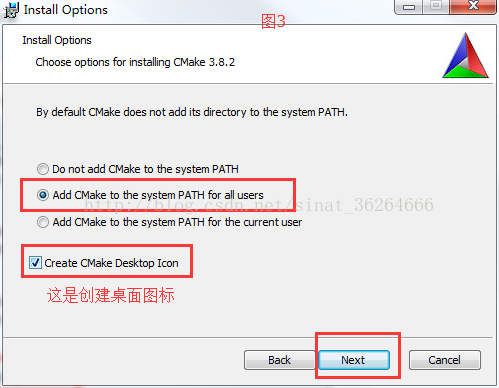 图3
Install Options
Choose options for installing CMake 3.8.2
By default CMake does not add its directory to the system PATH.
Do not add CMake to the system PATH
Add CMake to the system PATH for all users
http://blog.csdn.net/sinat_36264666
Add CMake to the system PATH for the current user
Create CMake Desktop Icon
这是创建桌面图标
Back Next Cancel